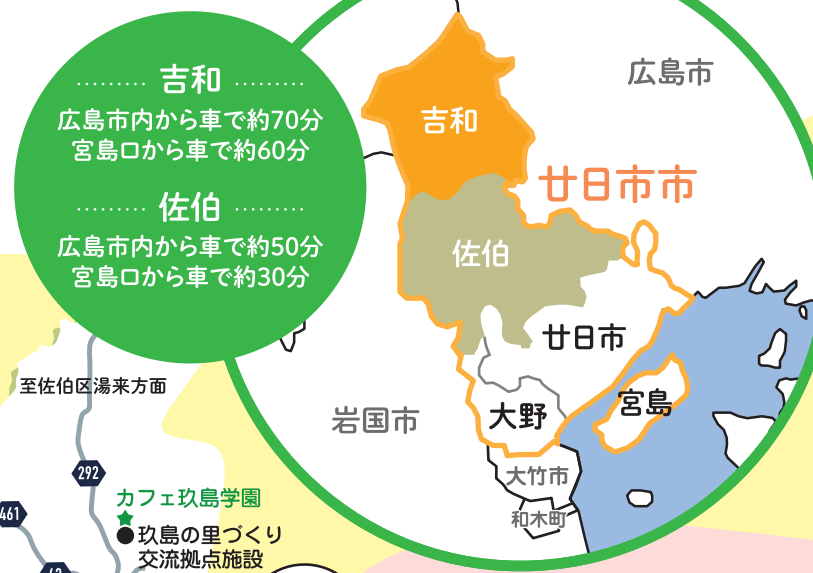 吉和
広島市内から車で約70分
宮島口から車で約60分
佐伯
広島市内から車で約50分
宮島口から車で約30分
広島市
吉和
廿日市市
佐伯
廿日市
宮島
大野
岩国市
大竹市
和木町
至佐伯区湯来方面
292
461
カフェ玖島学園
玖島の里づくり
交流拠点施設